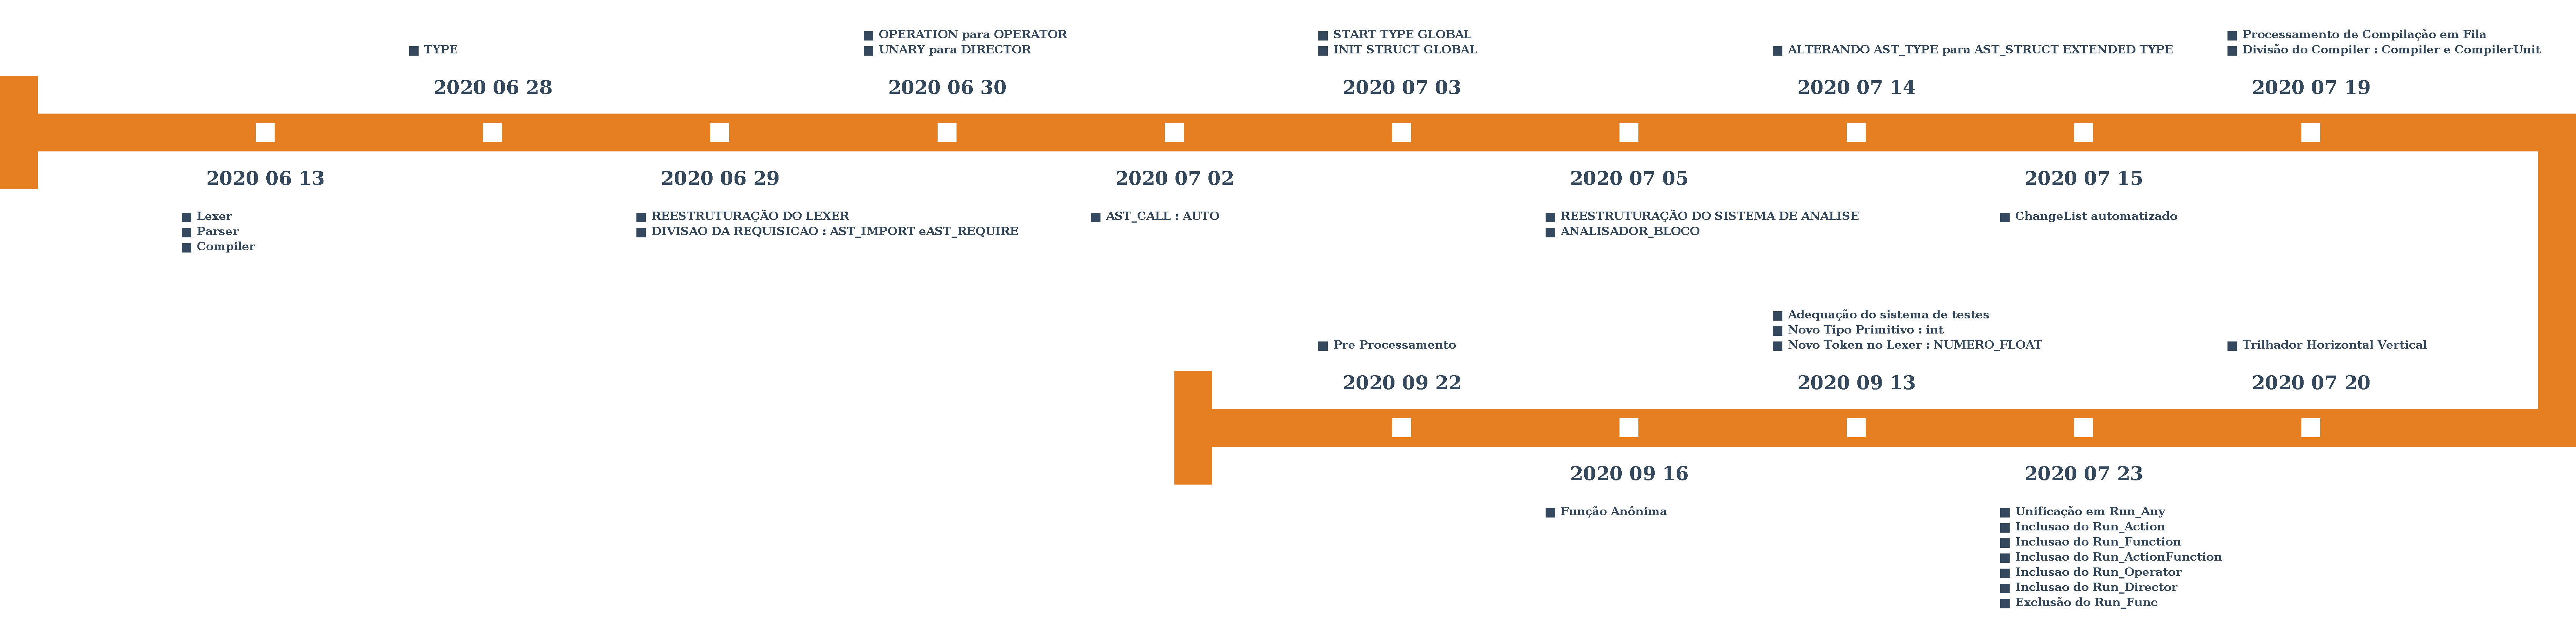 ■ TYPE
2020 06 28
■ OPERATION para OPERATOR
■ UNARY para DIRECTOR
2020 06 30
■ START TYPE GLOBAL
■ INIT STRUCT GLOBAL
2020 07 03
■ ALTERANDO AST_TYPE para AST_STRUCT EXTENDED TYPE
2020 07 14
■ Processamento de Compilação em Fila
■ Divisão do Compiler : Compiler e CompilerUnit
2020 07 19
2020 06 13
■ Lexer
■ Parser
■ Compiler
2020 06 29
■ REESTRUTURAÇÃO DO LEXER
■ DIVISAO DA REQUISICAO : AST_IMPORT eAST_REQUIRE
2020 07 02
■ AST_CALL : AUTO
2020 07 05
■ REESTRUTURAÇÃO DO SISTEMA DE ANALISE
■ ANALISADOR_BLOCO
2020 07 15
■ ChangeList automatizado
■ Pre Processamento
2020 09 22
■ Adequação do sistema de testes
■ Novo Tipo Primitivo : int
■ Novo Token no Lexer : NUMERO_FLOAT
2020 09 13
■ Trilhador Horizontal Vertical
2020 07 20
2020 09 16
■ Função Anônima
2020 07 23
■ Unificação em Run_Any
■ Inclusao do Run_Action
■ Inclusao do Run_Function
■ Inclusao do Run_ActionFunction
■ Inclusao do Run_Operator
■ Inclusao do Run_Director
■ Exclusão do Run_Func